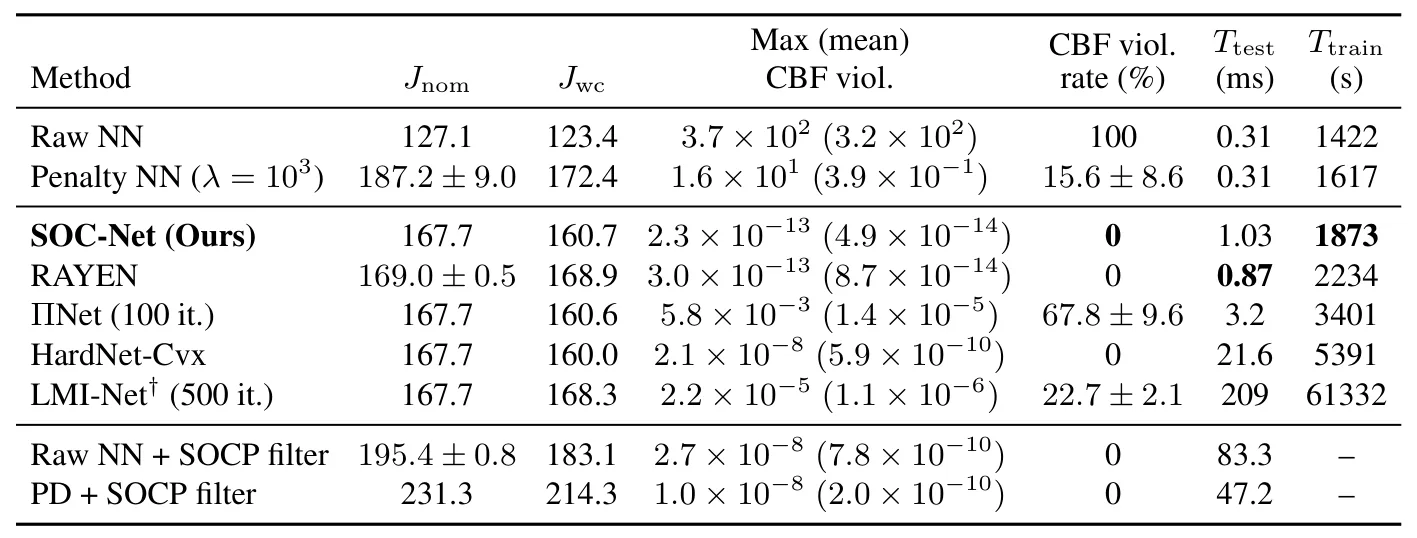 Method J_nom J_wc Max (mean) CBF viol. CBF viol. rate (%) T_test (ms) T_train (s)
Raw NN 127.1 123.4 3.7 × 10² (3.2 × 10²) 100 0.31 1422
Penalty NN (λ = 10³) 187.2 ± 9.0 172.4 1.6 × 10¹ (3.9 × 10⁻¹) 15.6 ± 8.6 0.31 1617
SOC-Net (Ours) 167.7 160.7 2.3 × 10⁻¹³ (4.9 × 10⁻¹⁴) 0 1.03 1873
RAYEN 169.0 ± 0.5 168.9 3.0 × 10⁻¹³ (8.7 × 10⁻¹⁴) 0 0.87 2234
ΠNet (100 it.) 167.7 160.6 5.8 × 10⁻³ (1.4 × 10⁻⁵) 67.8 ± 9.6 3.2 3401
HardNet-Cvx 167.7 160.0 2.1 × 10⁻⁸ (5.9 × 10⁻¹⁰) 0 21.6 5391
LMI-Net† (500 it.) 167.7 168.3 2.2 × 10⁻⁵ (1.1 × 10⁻⁶) 22.7 ± 2.1 209 61332
Raw NN + SOCP filter 195.4 ± 0.8 183.1 2.7 × 10⁻⁸ (7.8 × 10⁻¹⁰) 0 83.3 –
PD + SOCP filter 231.3 214.3 1.0 × 10⁻⁸ (2.0 × 10⁻¹⁰) 0 47.2 –